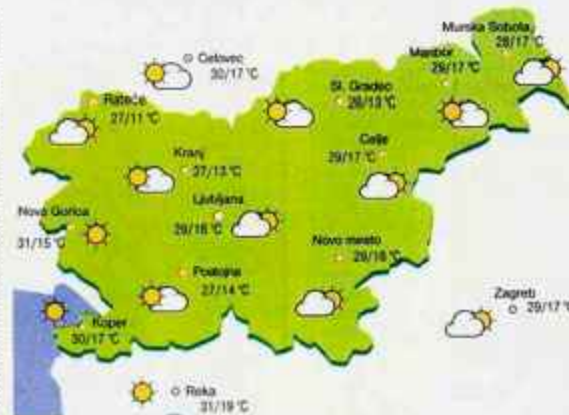 Murska Sobota
28/17 °C
Maribor
29/17 °C
Celovec
30/17 °C
Sl. Gradec
28/13 °C
Rateče
27/11 °C
Celje
29/17 °C
Kranj
27/13 °C
Ljubljana
29/16 °C
Nova Gorica
31/15 °C
Novo mesto
29/16 °C
Postojna
27/14 °C
Zagreb
29/17 °C
Koper
30/17 °C
Reka
31/19 °C